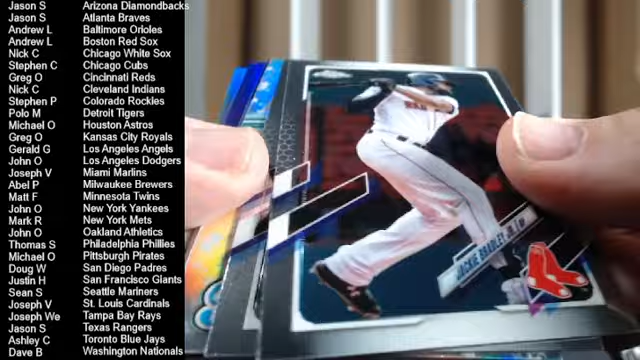 Jason S Arizona Diamondbacks
Jason S Atlanta Braves
Andrew L Baltimore Orioles
Andrew L Boston Red Sox
Nick C Chicago White Sox
Stephen C Chicago Cubs
Greg O Cincinnati Reds
Nick C Cleveland Indians
Stephen P Colorado Rockies
Polo M Detroit Tigers
Michael O Houston Astros
Greg O Kansas City Royals
Gerald G Los Angeles Angels
John O Los Angeles Dodgers
Joseph V Miami Marlins
Abel P Milwaukee Brewers
Matt F Minnesota Twins
John O New York Yankees
Mark R New York Mets
John O Oakland Athletics
Thomas S Philadelphia Phillies
Michael O Pittsburgh Pirates
Doug W San Diego Padres
Justin H San Francisco Giants
Sean S Seattle Mariners
Joseph V St. Louis Cardinals
Joseph We Tampa Bay Rays
Jason S Texas Rangers
Ashley C Toronto Blue Jays
Dave B Washington Nationals
JACKIE BRADLEY JR.